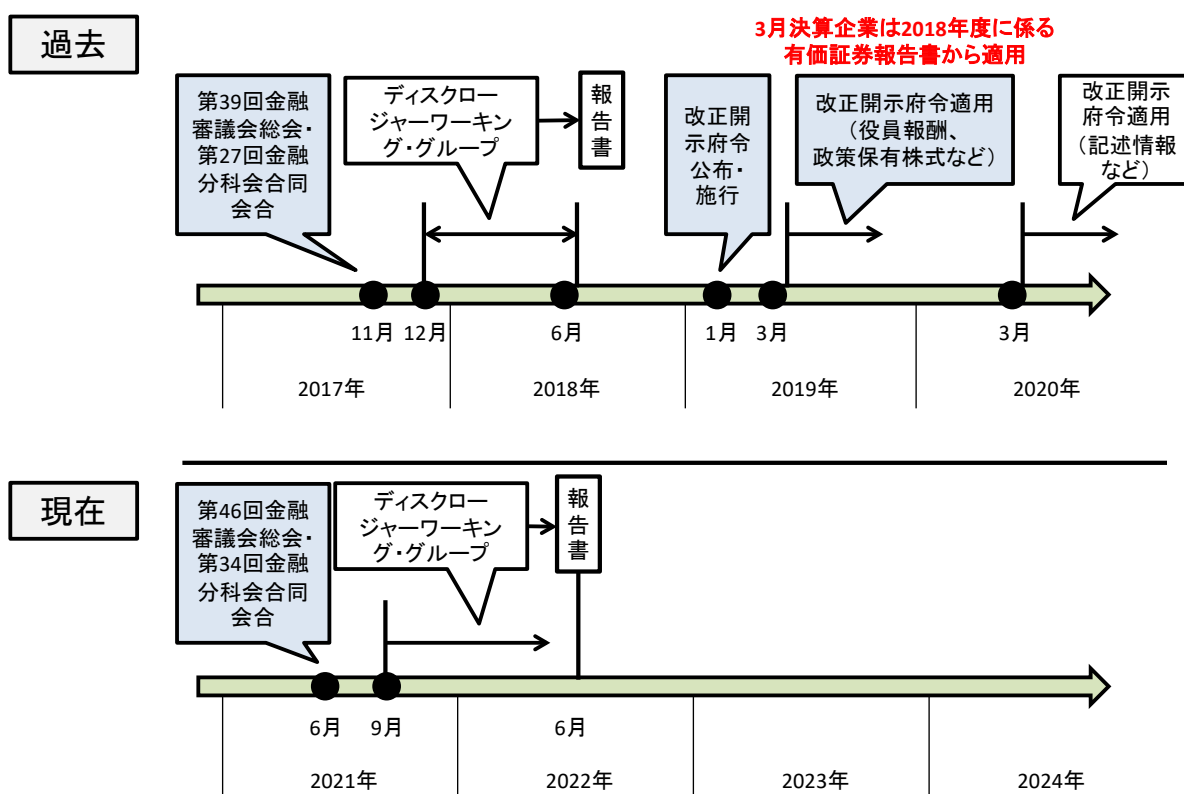 過去
3月決算企業は2018年度に係る
有価証券報告書から適用
第39回金融
審議会総会・
第27回金融
分科会合同
会合
ディスクロー
ジャーワーキン
グ・グループ
報
告
書
改正開
示府令
公布・
施行
改正開示府令適用
（役員報酬、
政策保有株式など）
改正開示
府令適用
（記述情報
など）
11月
12月
6月
1月
3月
3月
2017年
2018年
2019年
2020年
現在
第46回金融
審議会総会・
第34回金融
分科会合同
会合
ディスクロー
ジャーワーキン
グ・グループ
報
告
書
6月
9月
6月
2021年
2022年
2023年
2024年